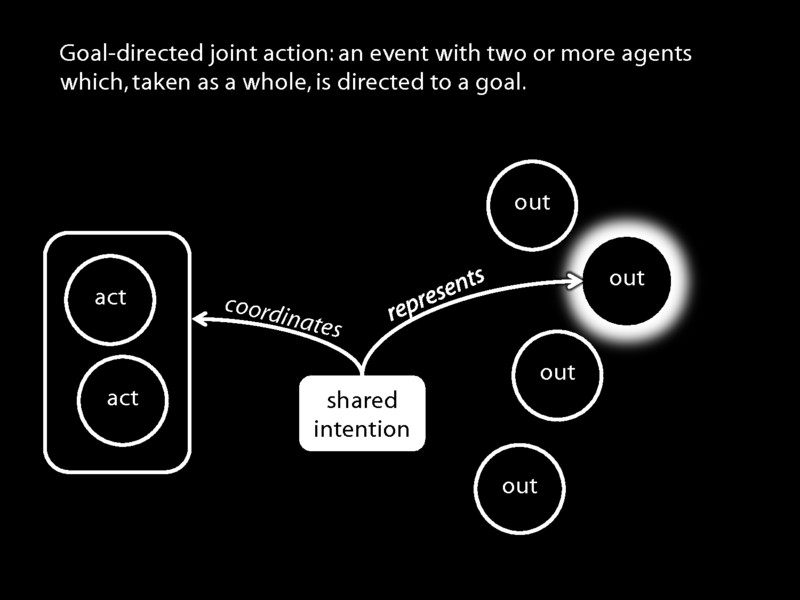 Goal-directed joint action: an event with two or more agents
which, taken as a whole, is directed to a goal.
out
out
act
coordinates
represents
out
act
shared
intention
out